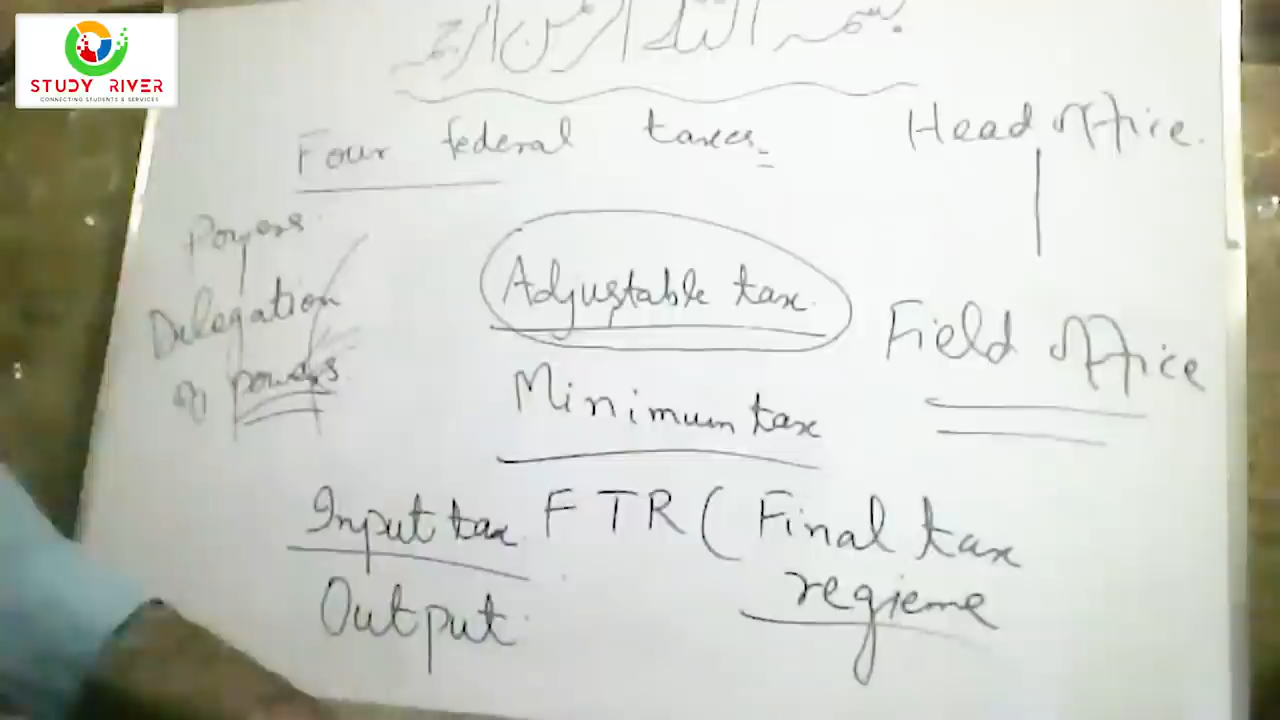 STUDY RIVER
CONNECTING STUDENTS & SERVICES
بسم اللہ الرحمن الرحیم
Four federal taxes
Head office.
Powers
Delegation
of powers
Adjustable tax
Minimum tax
Field office
Input tax
Output
FTR (Final tax
regieme